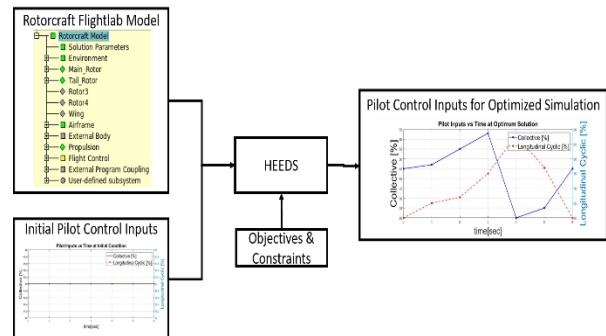 Rotorcraft Flightlab Model
Rotorcraft Model
Solution Parameters
Environment
Main_Rotor
Tail_Rotor
Rotor3
Rotor4
Wing
Airframe
External Body
Propulsion
Flight Control
External Program Coupling
User-defined subsystem
Initial Pilot Control Inputs
Pilot Inputs vs Time at Initial Condition
Collective [%]
Longitudinal Cyclic [%]
Collective [%]
Longitudinal Cyclic [%]
time[sec]
HEEDS
Objectives &
Constraints
Pilot Control Inputs for Optimized Simulation
Pilot Inputs vs Time at Optimum Solution
Collective [%]
Longitudinal Cyclic [%]
Collective [%]
Longitudinal Cyclic [%]
time[sec]